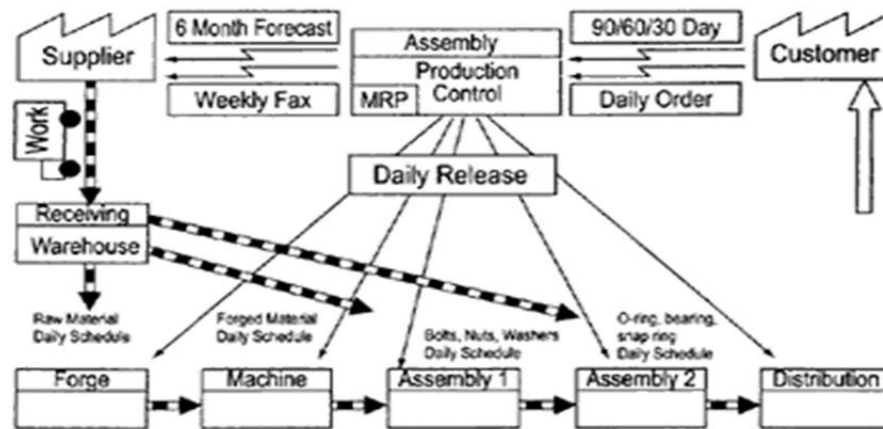 6 Month Forecast
90/60/30 Day
Supplier
Assembly
Customer
Production
Control
MRP
Weekly Fax
Daily Order
Work
Daily Release
Receiving
Warehouse
Raw Material
Daily Schedule
Forged Material
Daily Schedule
Bolts, Nuts, Washers
Daily Schedule
O-ring, bearing,
snap ring
Daily Schedule
Forge
Machine
Assembly 1
Assembly 2
Distribution